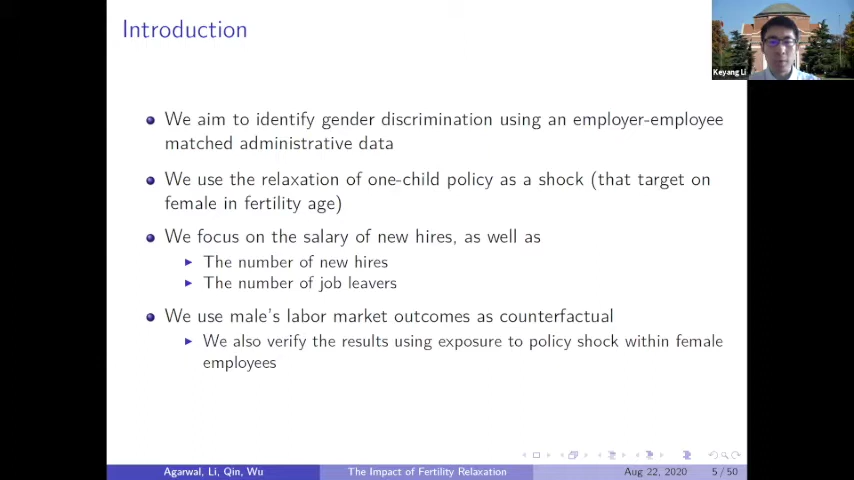 Introduction
Keyang Li
We aim to identify gender discrimination using an employer-employee
matched administrative data
We use the relaxation of one-child policy as a shock (that target on
female in fertility age)
We focus on the salary of new hires, as well as
The number of new hires
The number of job leavers
We use male's labor market outcomes as counterfactual
We also verify the results using exposure to policy shock within female
employees
Agarwal, Li, Qin, Wu
The Impact of Fertility Relaxation
Aug 22, 2020
5 / 50